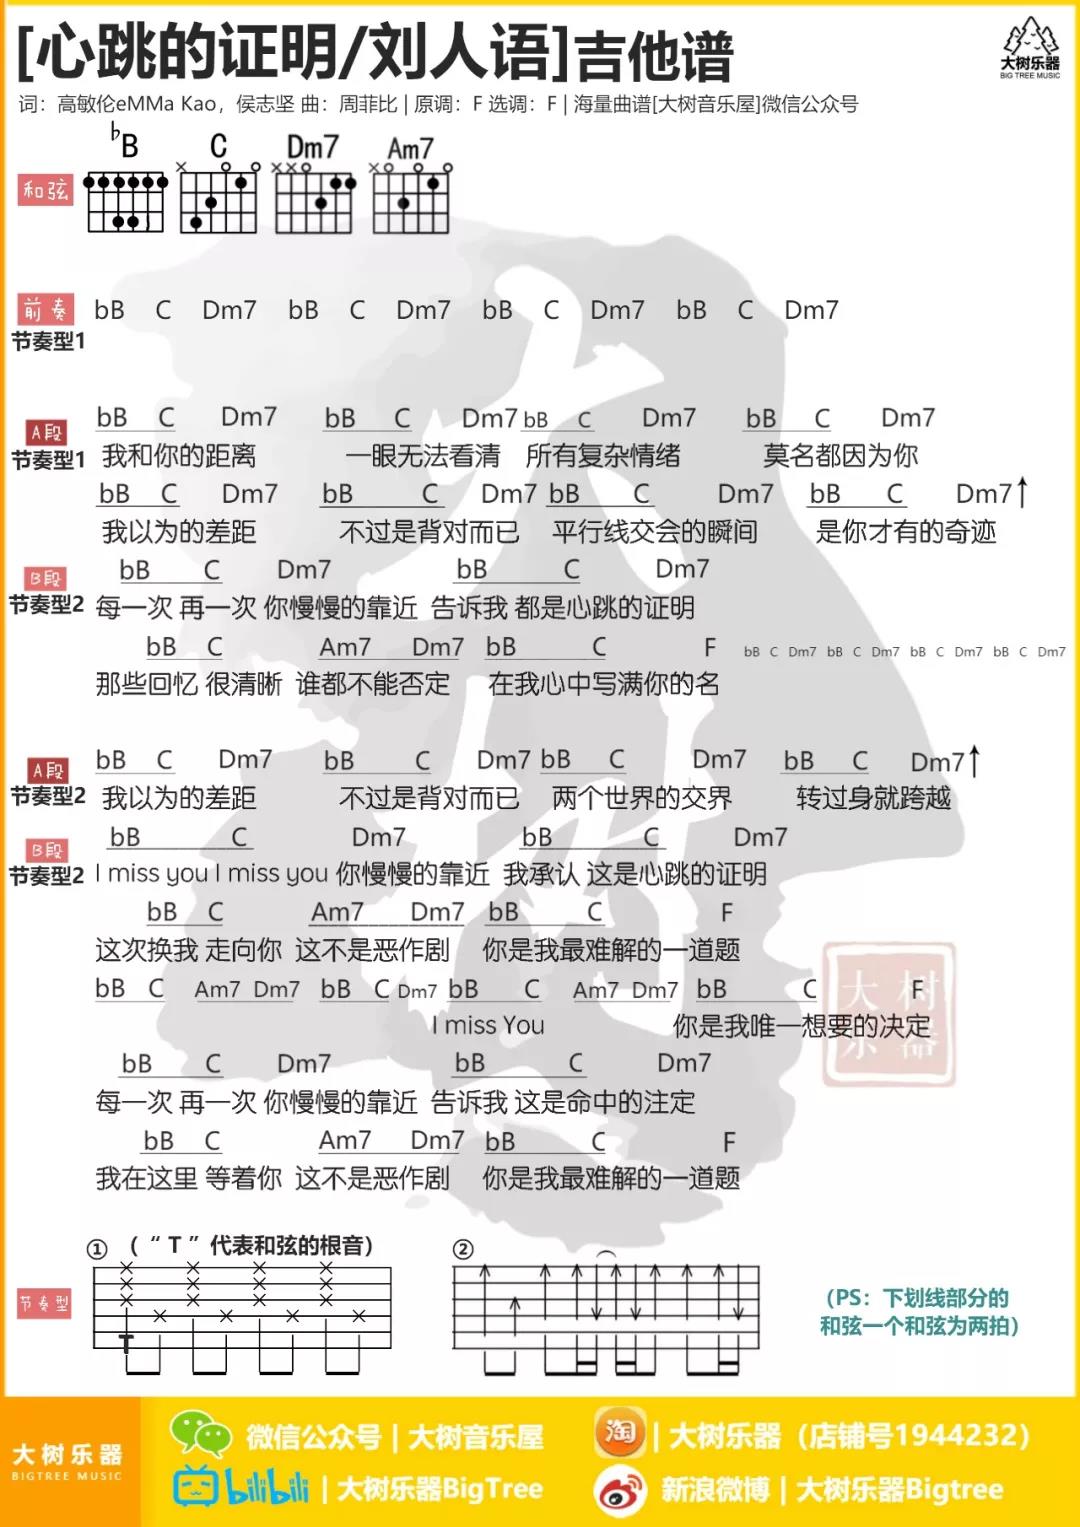 [心跳的证明/刘人语]吉他谱
大树乐器
BIG TREE MUSIC
词：高敏伦eMMa Kao，侯志坚 曲：周菲比 | 原调：F 选调：F | 海量曲谱[大树音乐屋]微信公众号
♭B C Dm7 Am7
和弦
前奏 bB C Dm7 bB C Dm7 bB C Dm7 bB C Dm7
节奏型1
bB C Dm7 bB C Dm7 bB C Dm7 bB C Dm7
A段
节奏型1 我和你的距离 一眼无法看清 所有复杂情绪 莫名都因为你
bB C Dm7 bB C Dm7 bB C Dm7 bB C Dm7↑
我以为的差距 不过是背对而已 平行线交会的瞬间 是你才有的奇迹
bB C Dm7 bB C Dm7
B段
节奏型2 每一次 再一次 你慢慢的靠近 告诉我 都是心跳的证明
bB C Am7 Dm7 bB C F bB C Dm7 bB C Dm7 bB C Dm7 bB C Dm7
那些回忆 很清晰 谁都不能否定 在我心中写满你的名
bB C Dm7 bB C Dm7 bB C Dm7 bB C Dm7↑
A段
节奏型2 我以为的差距 不过是背对而已 两个世界的交界 转过身就跨越
bB C Dm7 bB C Dm7
B段
节奏型2 I miss you I miss you 你慢慢的靠近 我承认 这是心跳的证明
bB C Am7 Dm7 bB C F
这次换我 走向你 这不是恶作剧 你是我最难解的一道题
bB C Am7 Dm7 bB C Dm7 bB C Am7 Dm7 bB C F
I miss You 你是我唯一想要的决定
大树
乐器
bB C Dm7 bB C Dm7
每一次 再一次 你慢慢的靠近 告诉我 这是命中的注定
bB C Am7 Dm7 bB C F
我在这里 等着你 这不是恶作剧 你是我最难解的一道题
① （“ T ”代表和弦的根音） ②
节奏型
T
（PS：下划线部分的
和弦一个和弦为两拍）
大树乐器
BIGTREE MUSIC
微信公众号 | 大树音乐屋
淘 | 大树乐器（店铺号1944232）
bilibili | 大树乐器BigTree
新浪微博 | 大树乐器Bigtree
大树